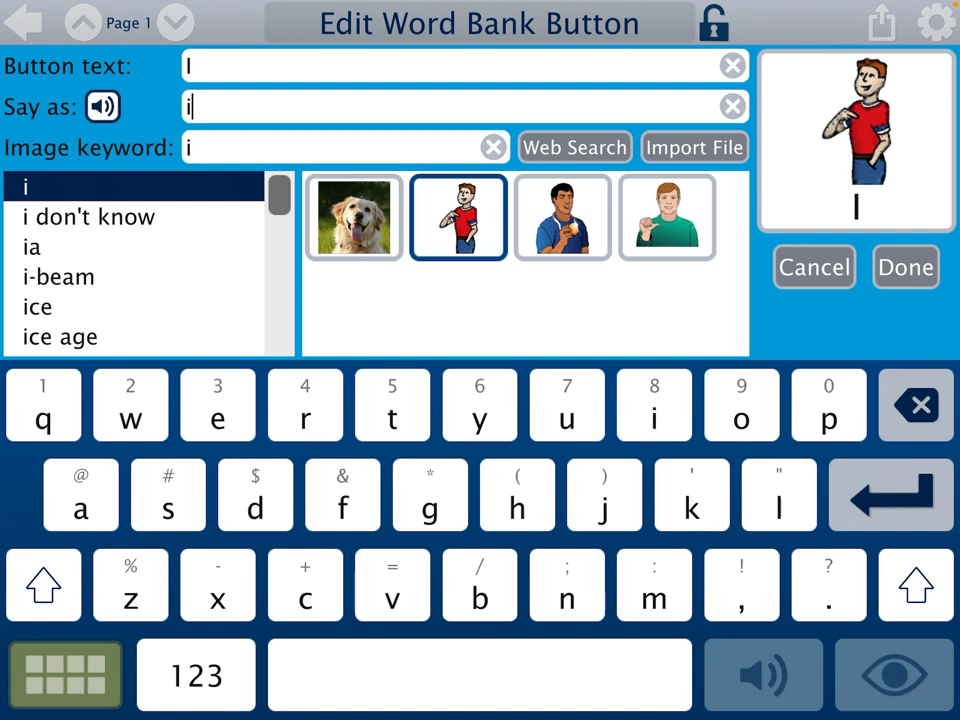 Page 1
Edit Word Bank Button
Button text:
I
Say as:
i
Image keyword:
i
Web Search
Import File
I
i
i don't know
ia
i-beam
ice
ice age
Cancel
Done
1 2 3 4 5 6 7 8 9 0
q w e r t y u i o p
@ # $ & * ( ) ' "
a s d f g h j k l
% - + = / ; : ! ?
z x c v b n m , .
123